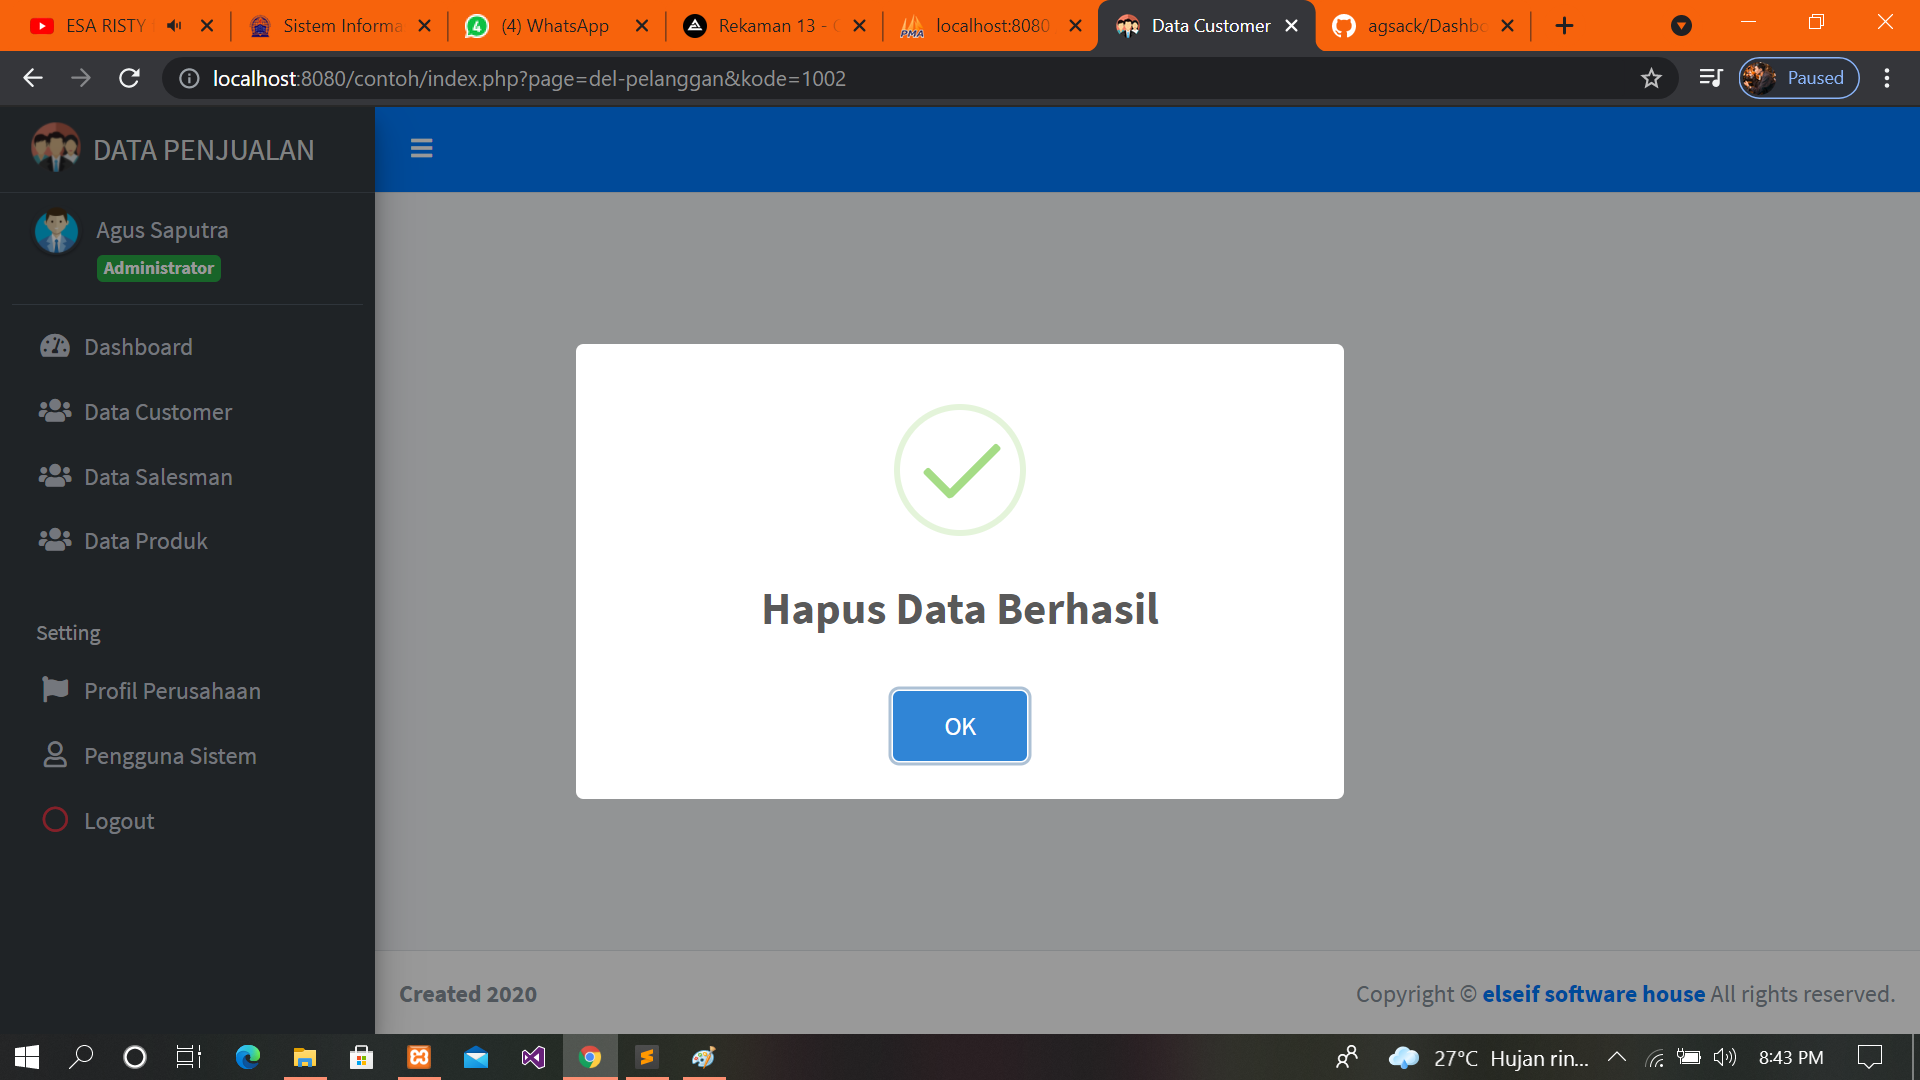 ESA RISTY
Sistem Informa
(4) WhatsApp
Rekaman 13 -
localhost:8080
Data Customer
agsack/Dashbo
localhost:8080/contoh/index.php?page=del-pelanggan&kode=1002
Paused
DATA PENJUALAN
Agus Saputra
Administrator
Dashboard
Data Customer
Data Salesman
Data Produk
Setting
Profil Perusahaan
Pengguna Sistem
Logout
Hapus Data Berhasil
OK
Created 2020
Copyright © elseif software house All rights reserved.
27°C Hujan rin...
8:43 PM